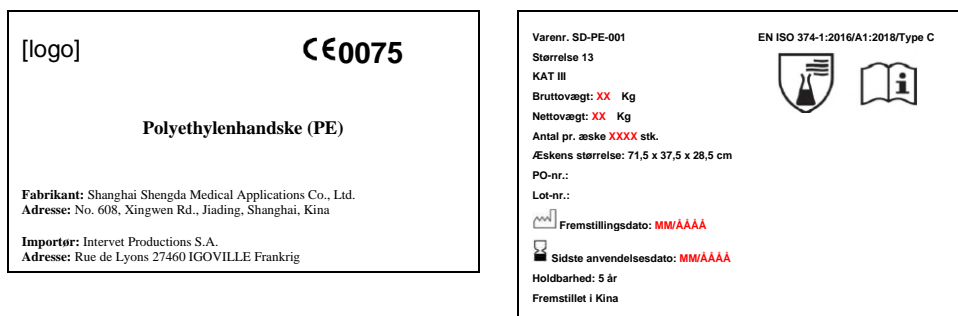 [logo]
CE0075
Polyethylenhandske (PE)
Fabrikant: Shanghai Shengda Medical Applications Co., Ltd.
Adresse: No. 608, Xingwen Rd., Jiading, Shanghai, Kina
Importør: Intervet Productions S.A.
Adresse: Rue de Lyons 27460 IGOVILLE Frankrig
Varenr. SD-PE-001
EN ISO 374-1:2016/A1:2018/Type C
Størrelse 13
KAT III
Bruttovægt: XX Kg
Nettovægt: XX Kg
Antal pr. æske XXXX stk.
Æskens størrelse: 71,5 x 37,5 x 28,5 cm
PO-nr.:
Lot-nr.:
Fremstillingsdato: MM/ÅÅÅÅ
Sidste anvendelsesdato: MM/ÅÅÅÅ
Holdbarhed: 5 år
Fremstillet i Kina